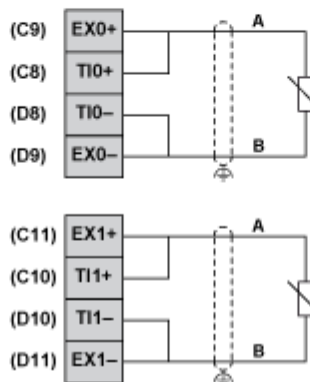 (C9) EX0+ A
(C8) TI0+
(D8) TI0–
(D9) EX0– B
(C11) EX1+ A
(C10) TI1+
(D10) TI1–
(D11) EX1– B